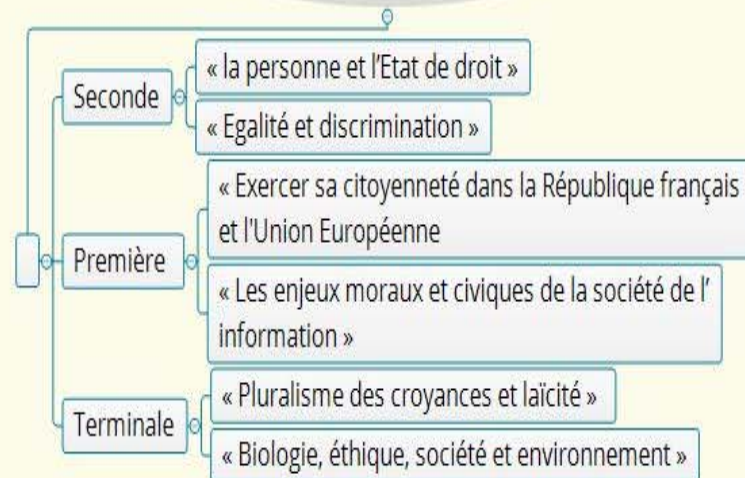 Seconde
« la personne et l'Etat de droit »
« Egalité et discrimination »
Première
« Exercer sa citoyenneté dans la République français
et l'Union Européenne
« Les enjeux moraux et civiques de la société de l'
information »
Terminale
« Pluralisme des croyances et laïcité »
« Biologie, éthique, société et environnement »